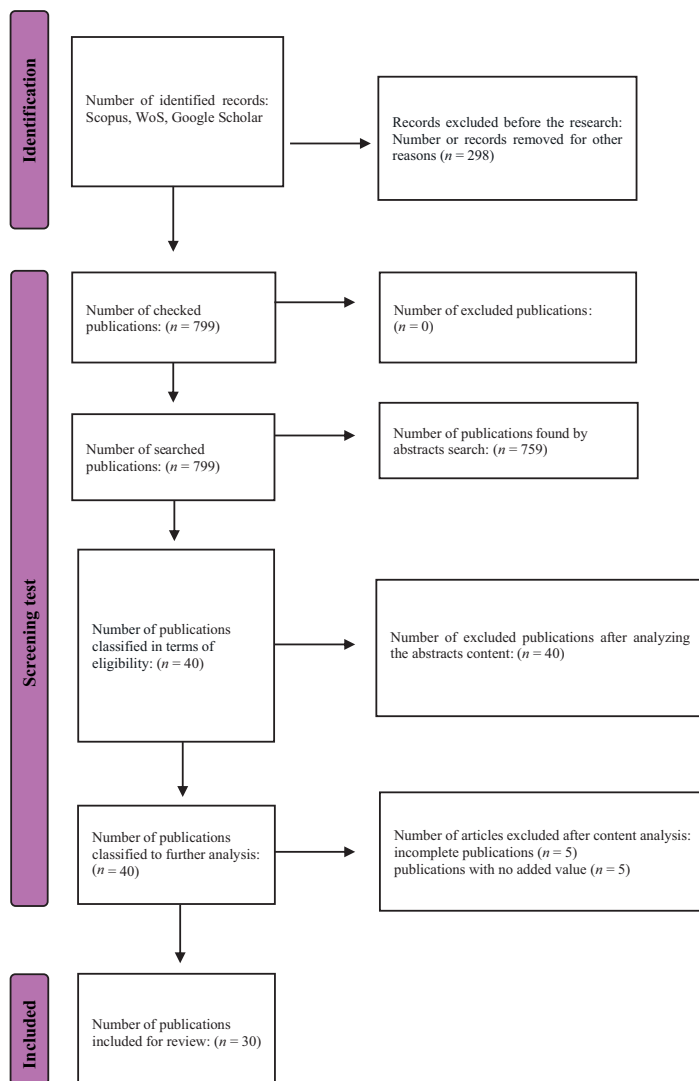 Identification
Number of identified records:
Scopus, WoS, Google Scholar
Records excluded before the research:
Number or records removed for other
reasons (n = 298)
Screening test
Number of checked
publications: (n = 799)
Number of excluded publications:
(n = 0)
Number of searched
publications: (n = 799)
Number of publications found by
abstracts search: (n = 759)
Number of publications
classified in terms of
eligibility: (n = 40)
Number of excluded publications after analyzing
the abstracts content: (n = 40)
Number of publications
classified to further analysis:
(n = 40)
Number of articles excluded after content analysis:
incomplete publications (n = 5)
publications with no added value (n = 5)
Included
Number of publications
included for review: (n = 30)